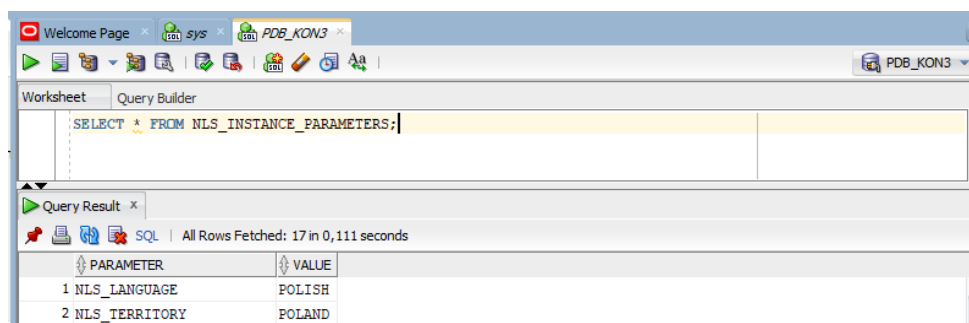 Welcome Page sys PDB_KON3
PDB_KON3
Worksheet Query Builder
SELECT * FROM NLS_INSTANCE_PARAMETERS;
Query Result x
SQL | All Rows Fetched: 17 in 0,111 seconds
PARAMETER VALUE
1 NLS_LANGUAGE POLISH
2 NLS_TERRITORY POLAND